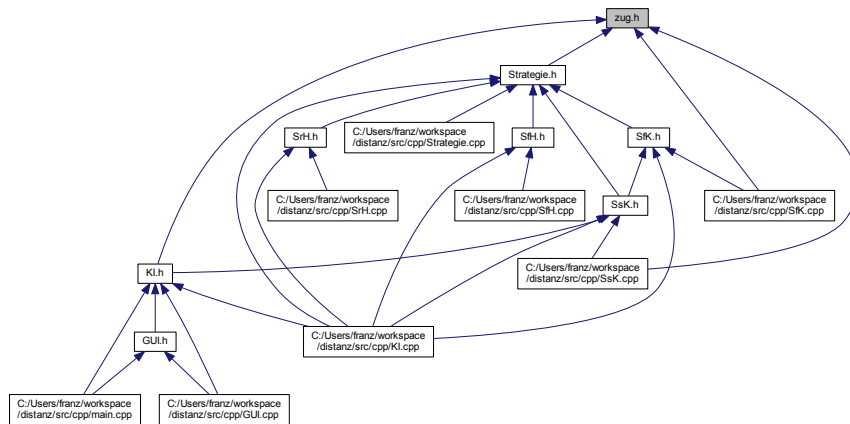 zug.h
Strategie.h
SrH.h
C:/Users/franz/workspace
/distanz/src/cpp/Strategie.cpp
SfH.h
SfK.h
C:/Users/franz/workspace
/distanz/src/cpp/SrH.cpp
C:/Users/franz/workspace
/distanz/src/cpp/SfH.cpp
SsK.h
C:/Users/franz/workspace
/distanz/src/cpp/SfK.cpp
KI.h
C:/Users/franz/workspace
/distanz/src/cpp/SsK.cpp
GUI.h
C:/Users/franz/workspace
/distanz/src/cpp/KI.cpp
C:/Users/franz/workspace
/distanz/src/cpp/main.cpp
C:/Users/franz/workspace
/distanz/src/cpp/GUI.cpp